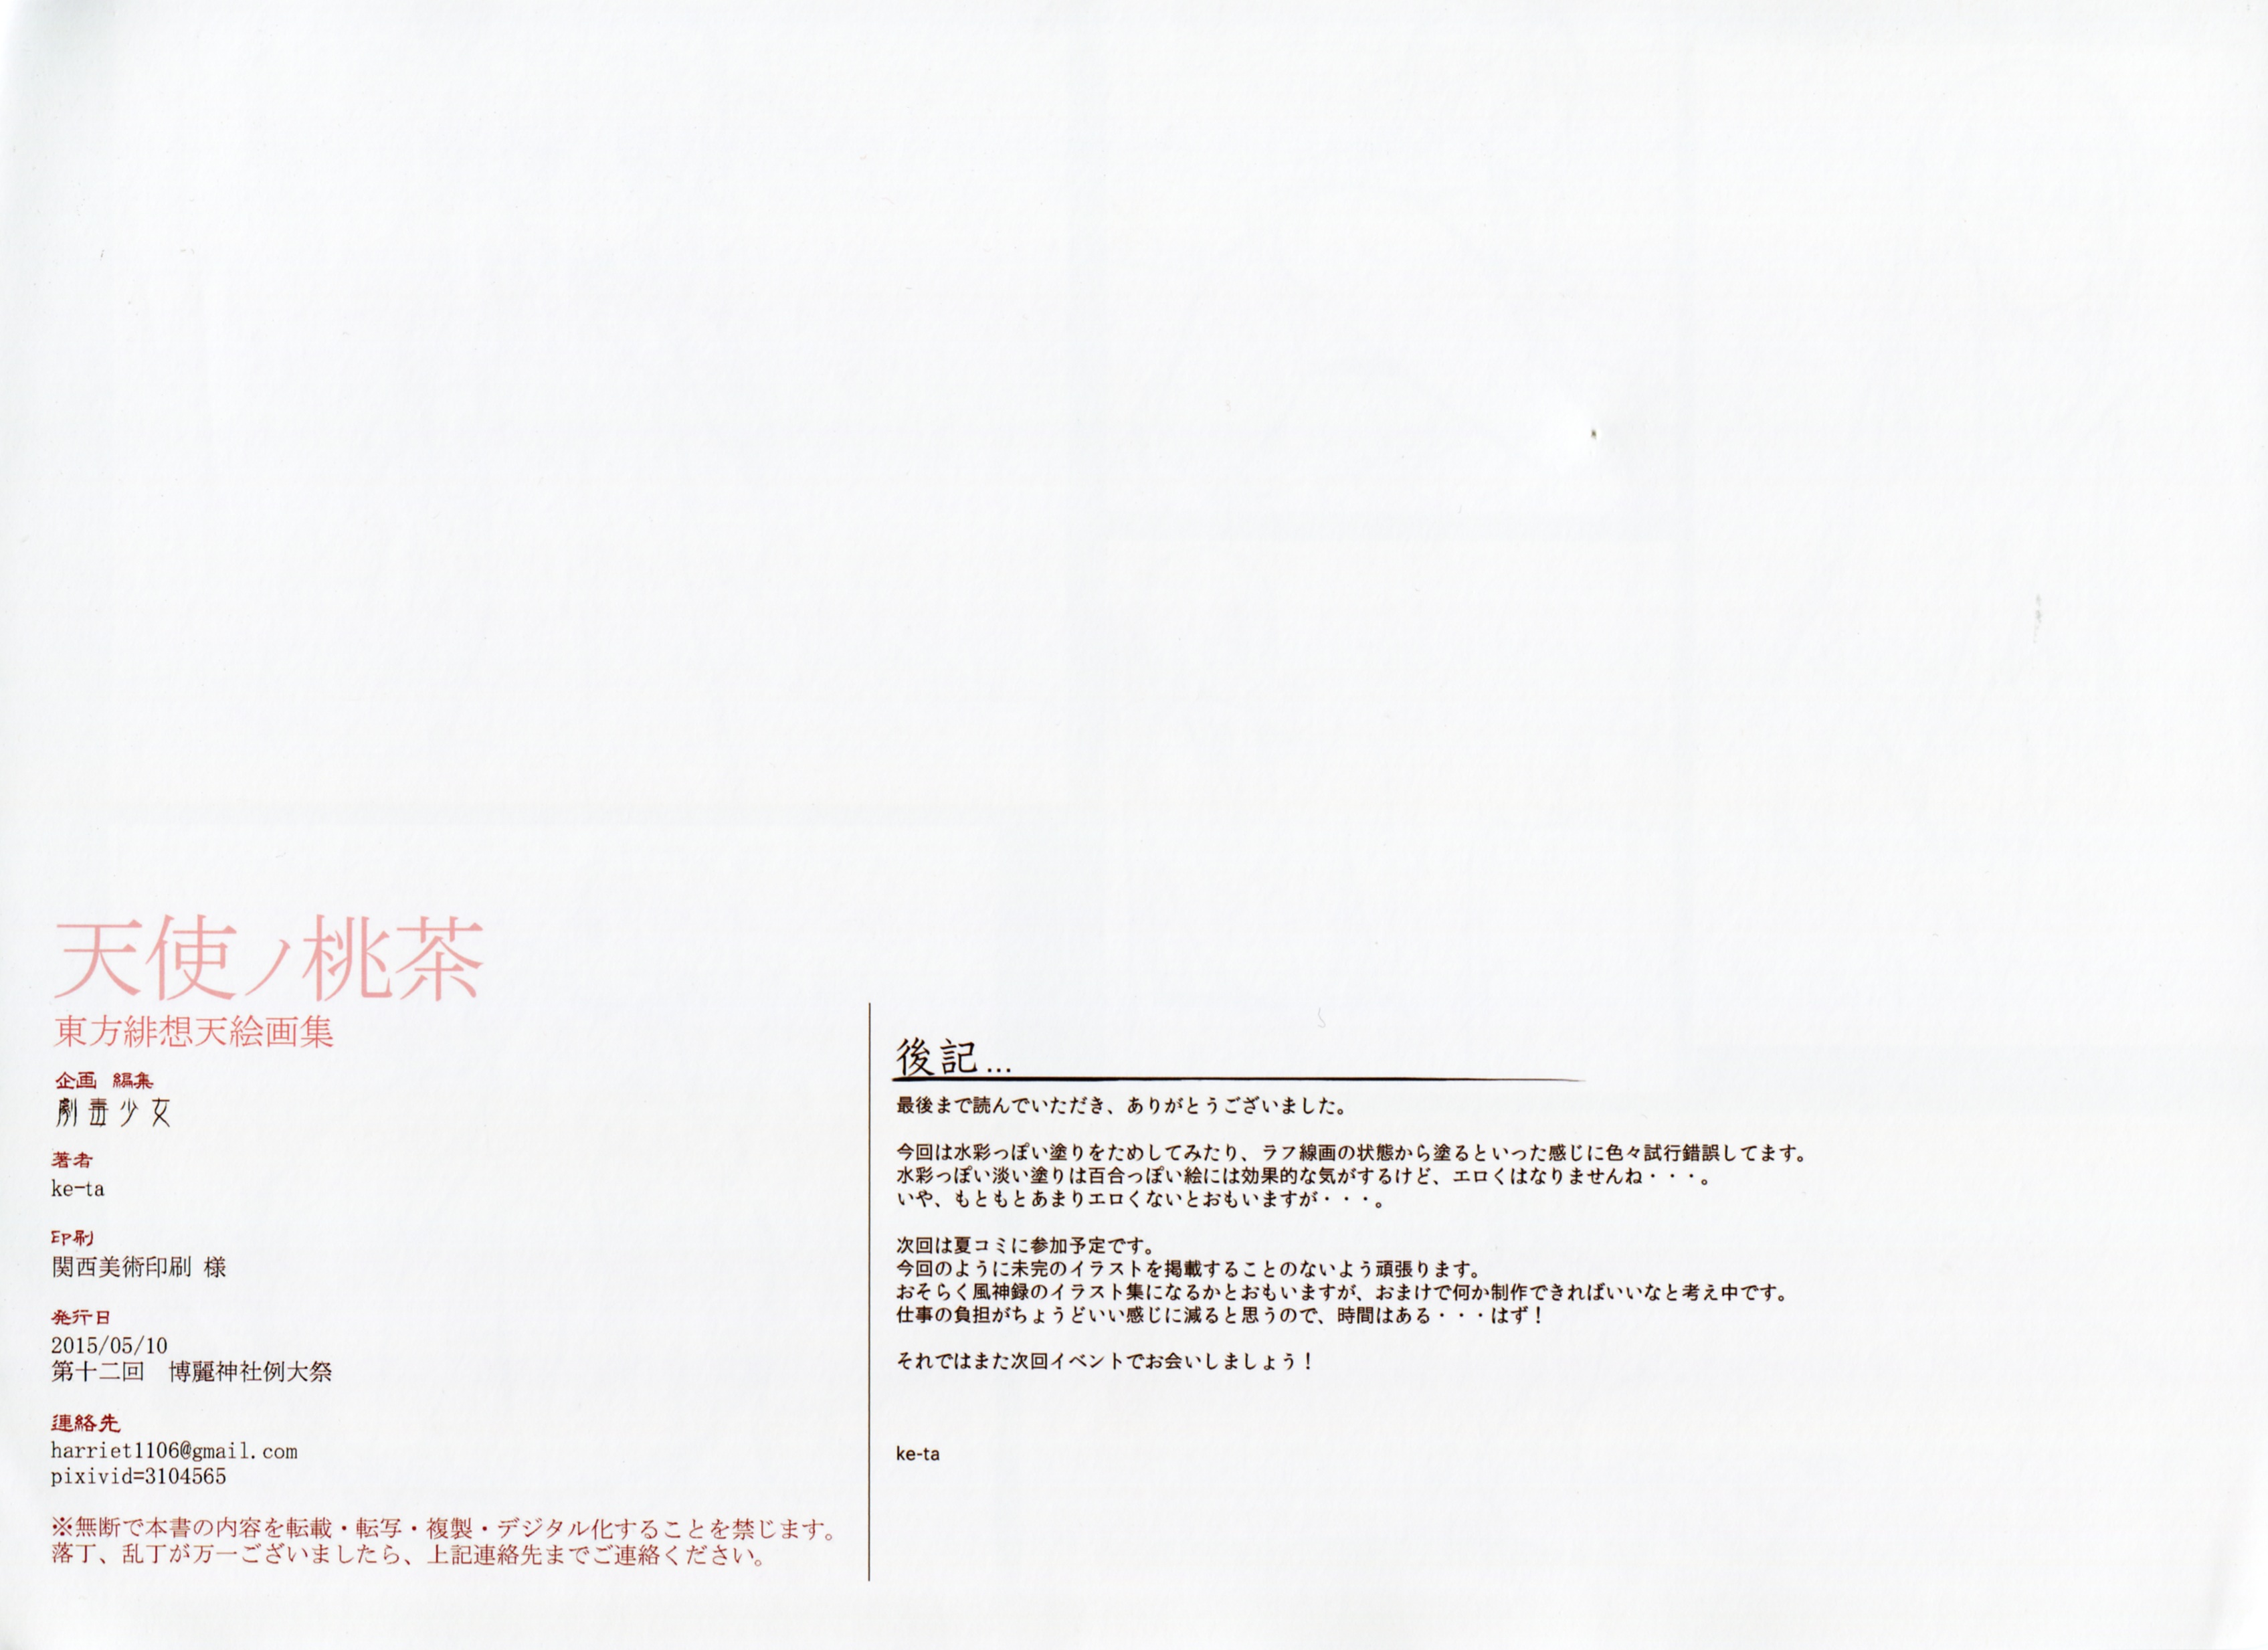 天使ノ桃茶
東方緋想天絵画集
企画 編集
劇毒少女
著者
ke-ta
印刷
関西美術印刷 様
発行日
2015/05/10
第十二回　博麗神社例大祭
連絡先
harriet1106@gmail.com
pixivid=3104565
※無断で本書の内容を転載・転写・複製・デジタル化することを禁じます。
落丁、乱丁が万一ございましたら、上記連絡先までご連絡ください。
後記...
最後まで読んでいただき、ありがとうございました。
今回は水彩っぽい塗りをためしてみたり、ラフ線画の状態から塗るといった感じに色々試行錯誤してます。
水彩っぽい淡い塗りは百合っぽい絵には効果的な気がするけど、エロくはなりませんね・・・。
いや、もともとあまりエロくないとおもいますが・・・。
次回は夏コミに参加予定です。
今回のように未完のイラストを掲載することのないよう頑張ります。
おそらく風神録のイラスト集になるかとおもいますが、おまけで何か制作できればいいなと考え中です。
仕事の負担がちょうどいい感じに減ると思うので、時間はある・・・はず！
それではまた次回イベントでお会いしましょう！
ke-ta